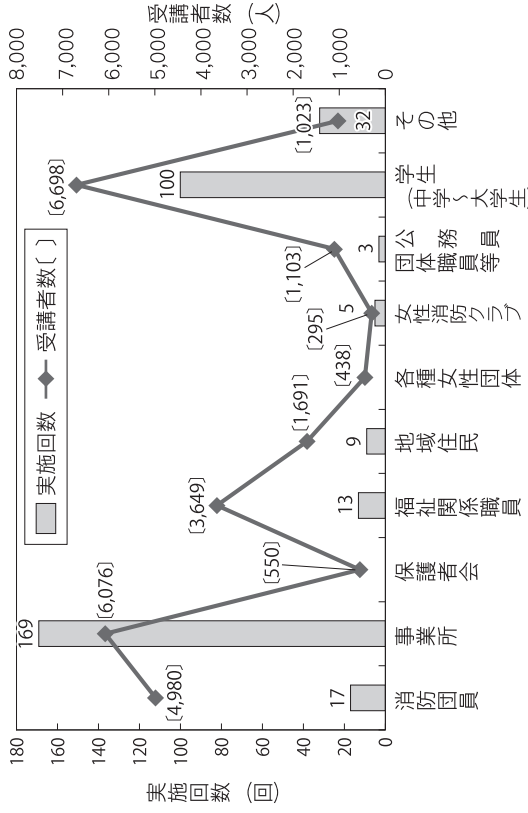 実施回数 受講者数〔 〕
実施回数（回）
180
160
140
120
100
80
60
40
20
0
受講者数（人）
8,000
7,000
6,000
5,000
4,000
3,000
2,000
1,000
0
17
169
13
9
5
3
100
32
〔4,980〕
〔6,076〕
〔550〕
〔3,649〕
〔1,691〕
〔438〕
〔295〕
〔1,103〕
〔6,698〕
〔1,023〕
消防団員
事業所
保護者会
福祉関係職員
地域住民
各種女性団体
女性消防クラブ
公務員
団体職員等
学生
（中学～大学生）
その他